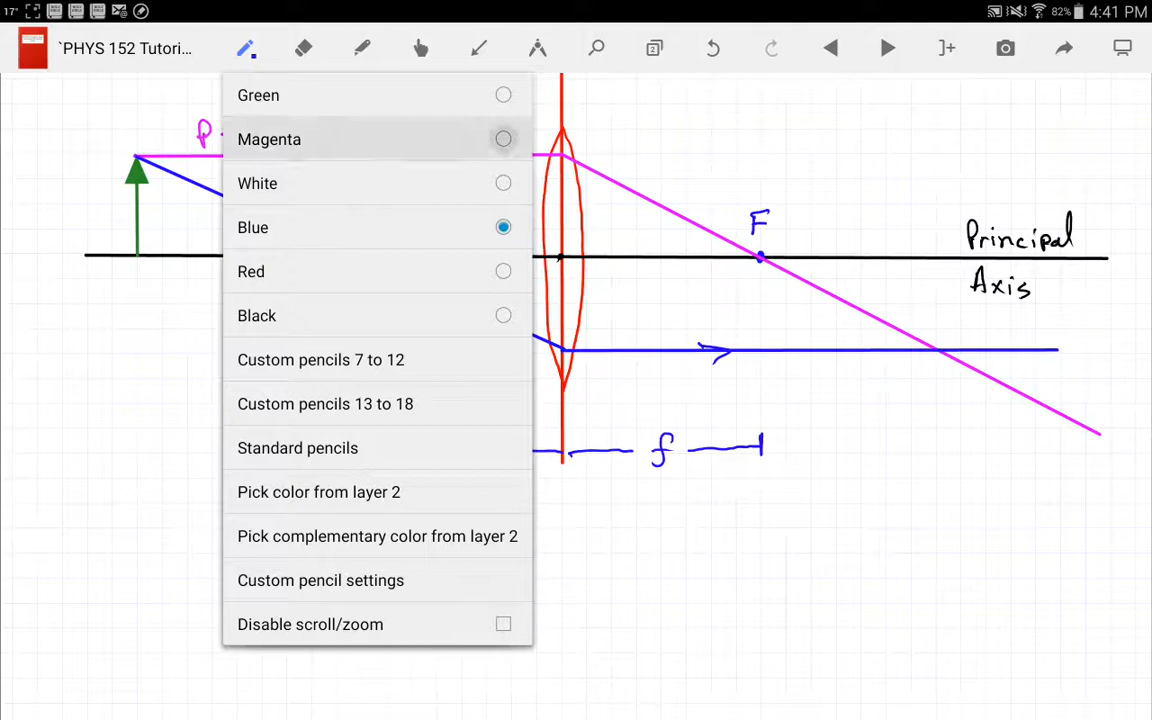 17° 82% 4:41 PM
`PHYS 152 Tutori...
2
Green
Magenta
White
Blue
Red
Black
Custom pencils 7 to 12
Custom pencils 13 to 18
Standard pencils
Pick color from layer 2
Pick complementary color from layer 2
Custom pencil settings
Disable scroll/zoom
P
F
Principal
Axis
f